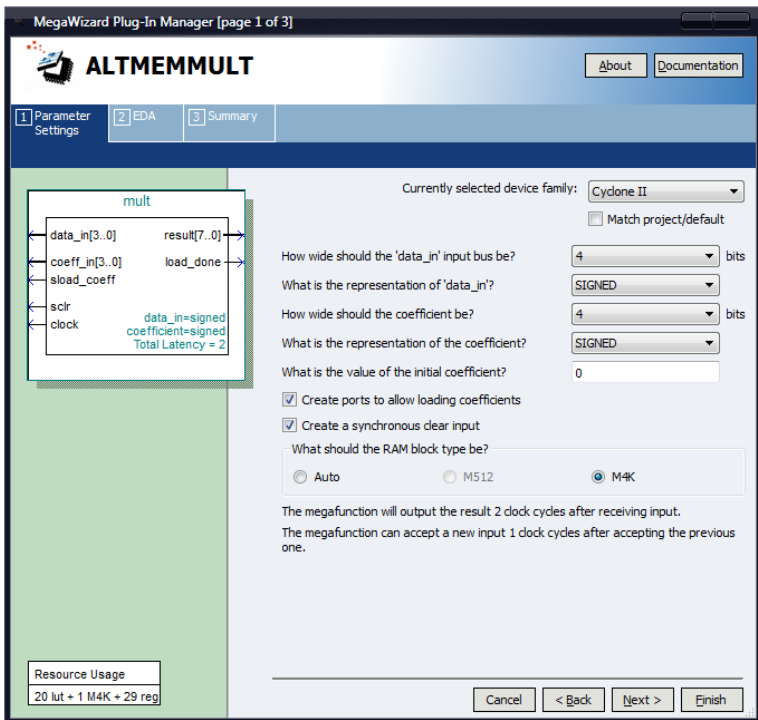 MegaWizard Plug-In Manager [page 1 of 3]
ALTMEMMULT
About
Documentation
1 Parameter Settings
2 EDA
3 Summary
mult
data_in[3..0] result[7..0]
coeff_in[3..0] load_done
sload_coeff
sclr
clock
data_in=signed
coefficient=signed
Total Latency = 2
Currently selected device family: Cyclone II
Match project/default
How wide should the 'data_in' input bus be? 4 bits
What is the representation of 'data_in'? SIGNED
How wide should the coefficient be? 4 bits
What is the representation of the coefficient? SIGNED
What is the value of the initial coefficient? 0
Create ports to allow loading coefficients
Create a synchronous clear input
What should the RAM block type be?
Auto M512 M4K
The megafunction will output the result 2 clock cycles after receiving input.
The megafunction can accept a new input 1 clock cycles after accepting the previous
one.
Resource Usage
20 lut + 1 M4K + 29 reg
Cancel < Back Next > Finish